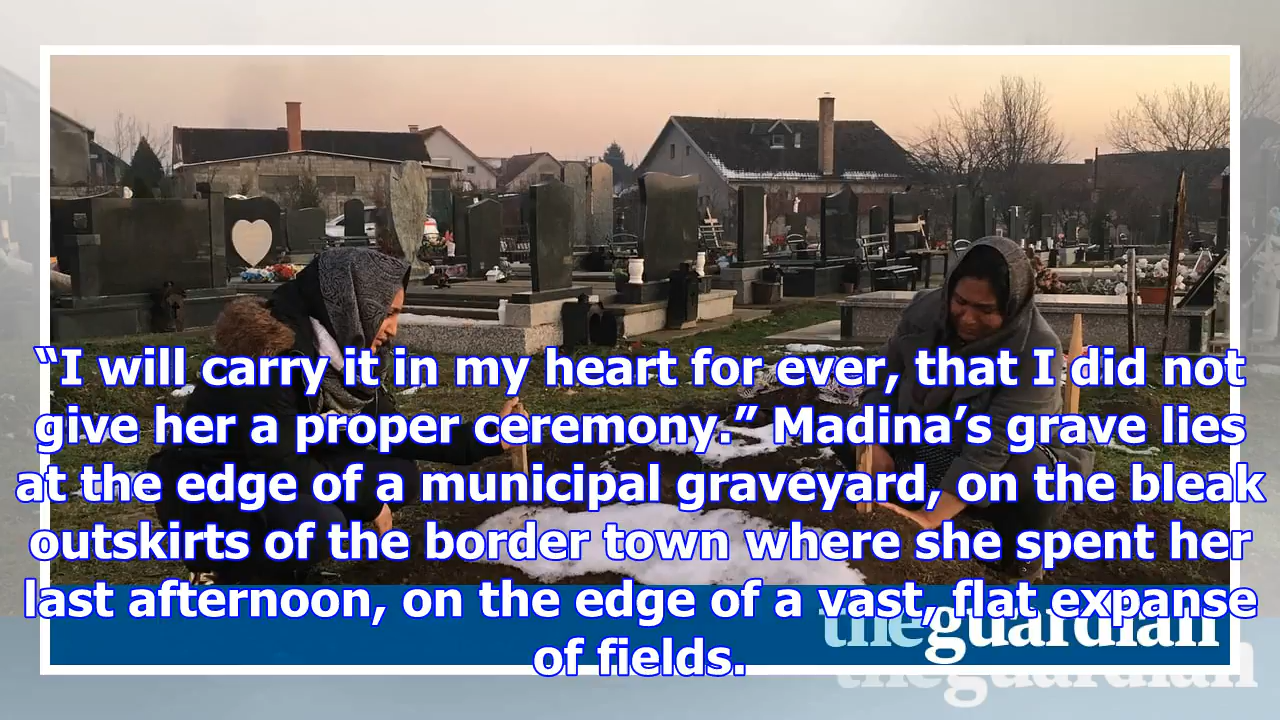 “I will carry it in my heart for ever, that I did not
give her a proper ceremony.” Madina’s grave lies
at the edge of a municipal graveyard, on the bleak
outskirts of the border town where she spent her
last afternoon, on the edge of a vast, flat expanse
of fields.
theguardian
theguardian